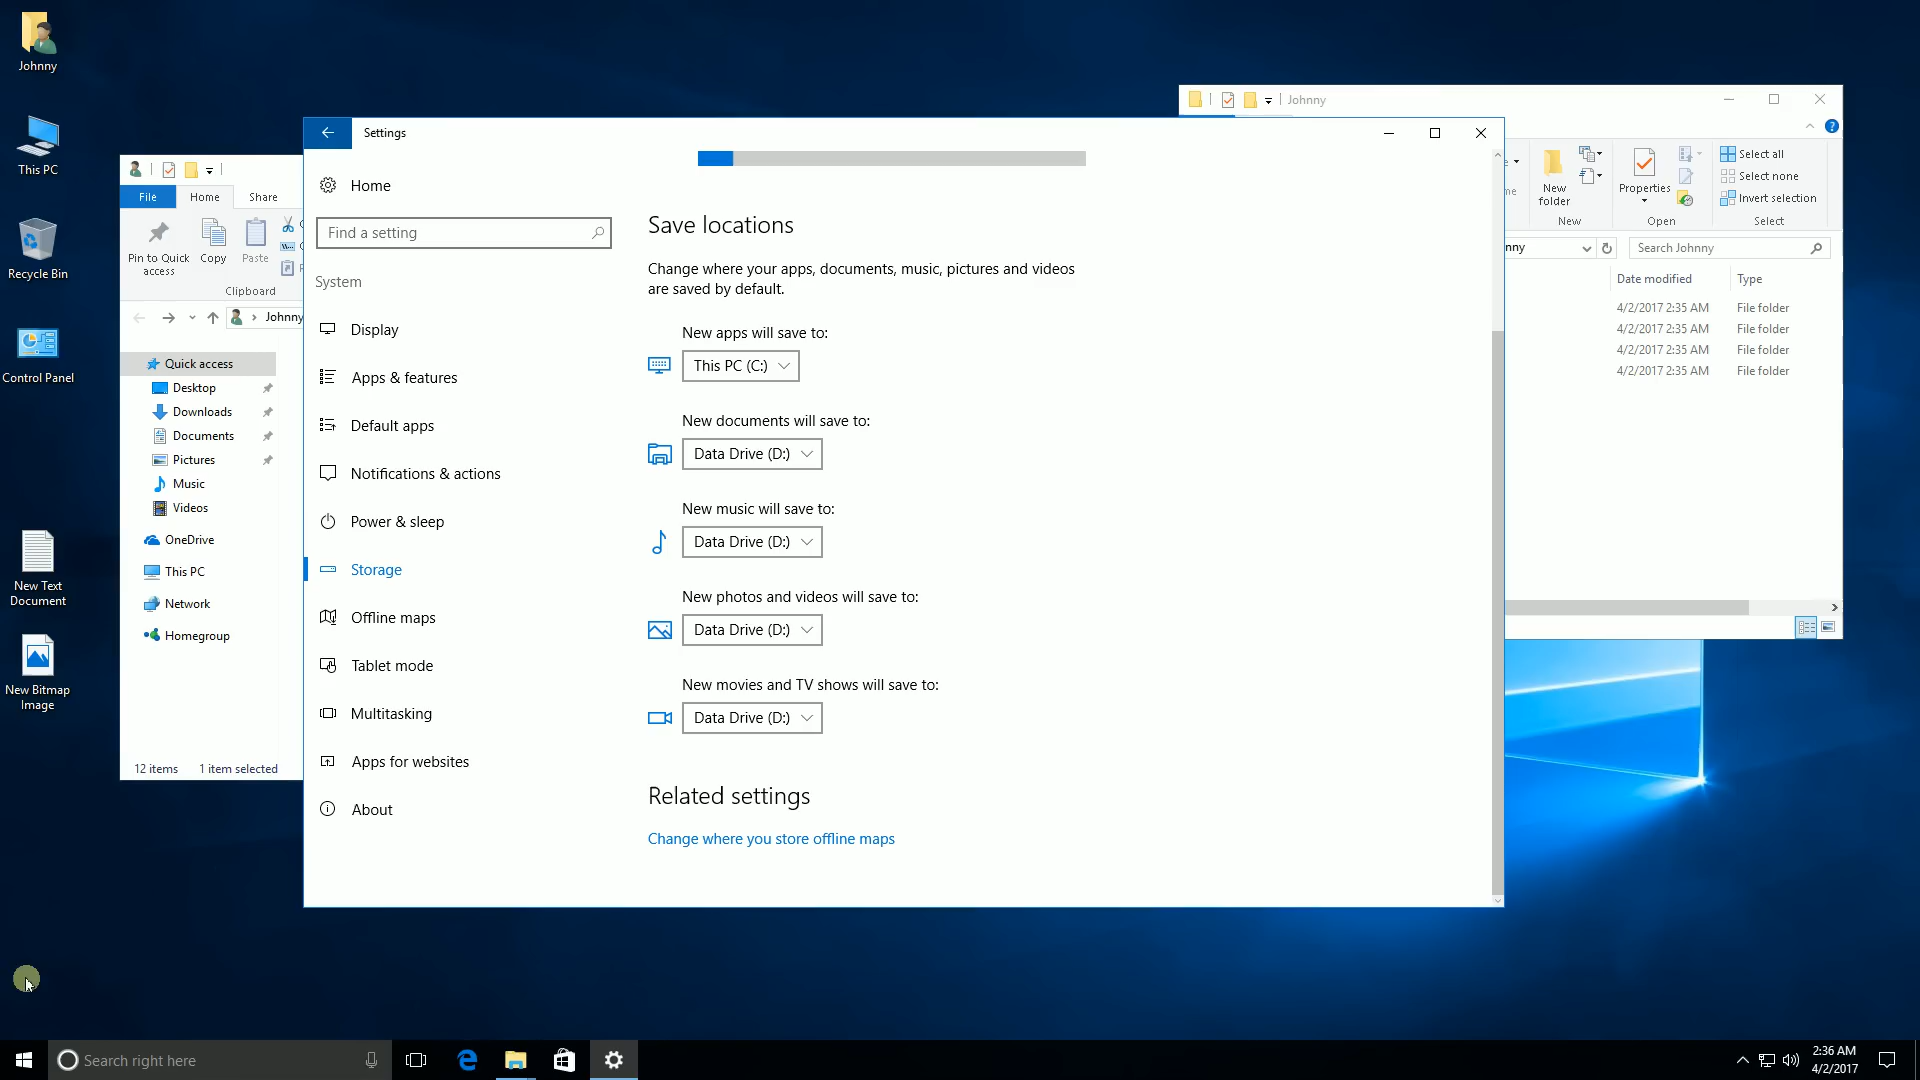 Johnny
This PC
Recycle Bin
Control Panel
New Text
Document
New Bitmap
Image
File
Home
Share
Pin to Quick
access
Copy
Paste
Clipboard
Johnny
Quick access
Desktop
Downloads
Documents
Pictures
Music
Videos
OneDrive
This PC
Network
Homegroup
12 items
1 item selected
Settings
Home
Find a setting
System
Display
Apps & features
Default apps
Notifications & actions
Power & sleep
Storage
Offline maps
Tablet mode
Multitasking
Apps for websites
About
Save locations
Change where your apps, documents, music, pictures and videos
are saved by default.
New apps will save to:
This PC (C:)
New documents will save to:
Data Drive (D:)
New music will save to:
Data Drive (D:)
New photos and videos will save to:
Data Drive (D:)
New movies and TV shows will save to:
Data Drive (D:)
Related settings
Change where you store offline maps
Johnny
New
folder
New
Properties
Open
Select all
Select none
Invert selection
Select
Search Johnny
Date modified
Type
4/2/2017 2:35 AM File folder
4/2/2017 2:35 AM File folder
4/2/2017 2:35 AM File folder
4/2/2017 2:35 AM File folder
Search right here
2:36 AM
4/2/2017